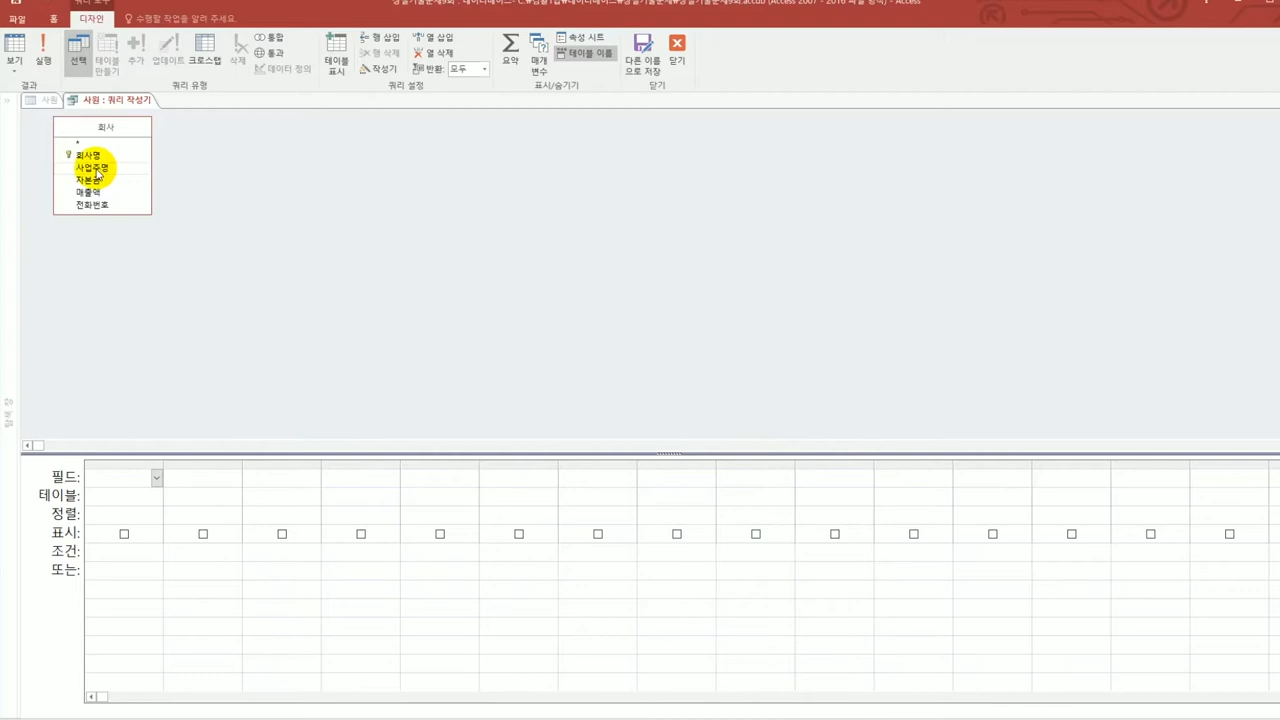 파일 홈 디자인 수행할 작업을 알려 주세요.
보기 실행 선택 테이블 만들기 추가 업데이트 크로스탭 삭제 통합 통과 데이터 정의
테이블 표시 행 삽입 행 삭제 작성기 열 삽입 열 삭제 반환: 모두
요약 매개 변수 속성 시트 테이블 이름 다른 이름으로 저장 닫기
결과 쿼리 유형 쿼리 설정 표시/숨기기 닫기
사원 사원 : 쿼리 작성기
회사
*
회사명
사업주명
자본금
매출액
전화번호
탐색 창
필드:
테이블:
정렬:
표시:
조건:
또는: